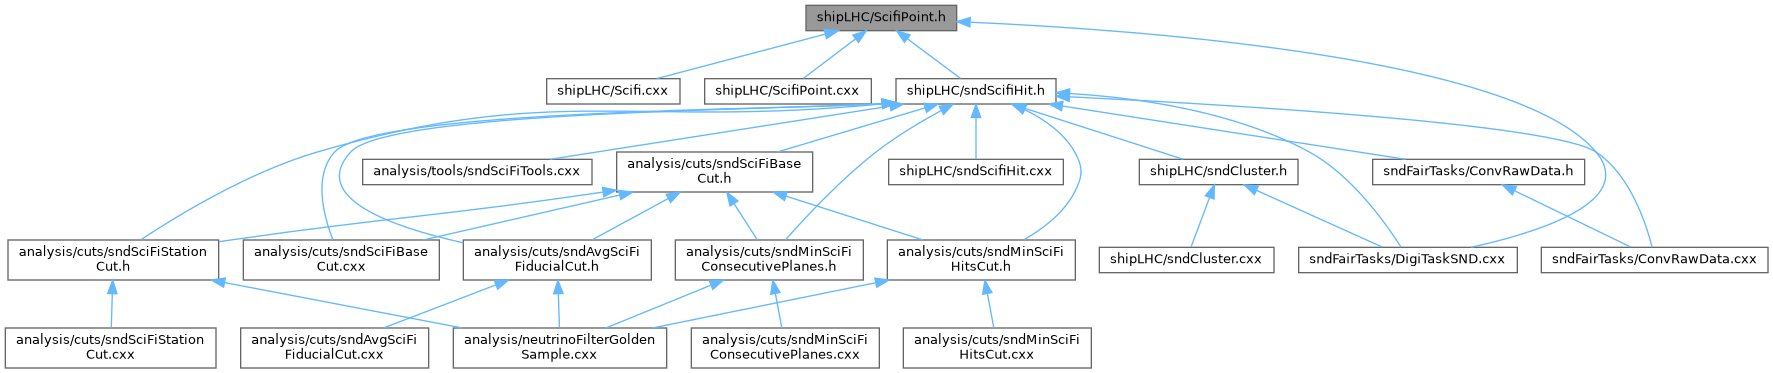 shipLHC/ScifiPoint.h
shipLHC/Scifi.cxx
shipLHC/ScifiPoint.cxx
shipLHC/sndScifiHit.h
analysis/tools/sndSciFiTools.cxx
analysis/cuts/sndSciFiBase
Cut.h
shipLHC/sndScifiHit.cxx
shipLHC/sndCluster.h
sndFairTasks/ConvRawData.h
analysis/cuts/sndSciFiStation
Cut.h
analysis/cuts/sndSciFiBase
Cut.cxx
analysis/cuts/sndAvgSciFi
FiducialCut.h
analysis/cuts/sndMinSciFi
ConsecutivePlanes.h
analysis/cuts/sndMinSciFi
HitsCut.h
shipLHC/sndCluster.cxx
sndFairTasks/DigiTaskSND.cxx
sndFairTasks/ConvRawData.cxx
analysis/cuts/sndSciFiStation
Cut.cxx
analysis/cuts/sndAvgSciFi
FiducialCut.cxx
analysis/neutrinoFilterGolden
Sample.cxx
analysis/cuts/sndMinSciFi
ConsecutivePlanes.cxx
analysis/cuts/sndMinSciFi
HitsCut.cxx